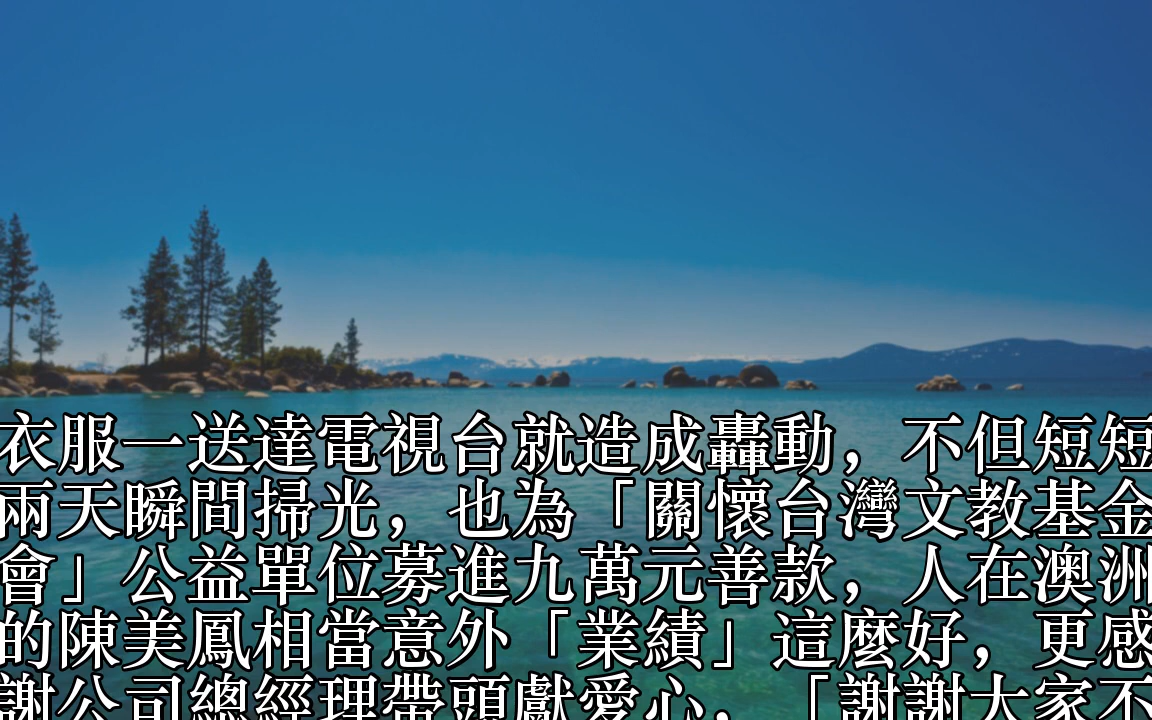 衣服一送達電視台就造成轟動，不但短短
兩天瞬間掃光，也為「關懷台灣文教基金
會」公益單位募進九萬元善款，人在澳洲
的陳美鳳相當意外「業績」這麼好，更感
謝公司總經理帶頭獻愛心，「謝謝大家不